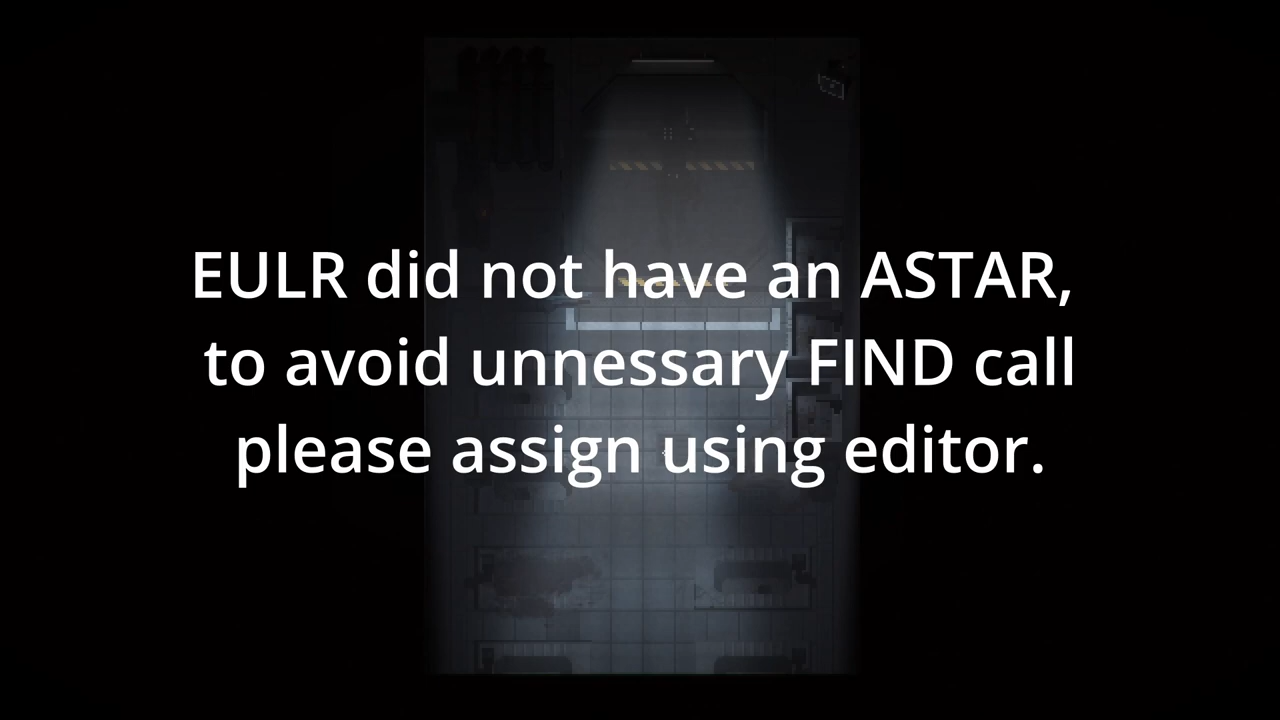 EULR did not have an ASTAR,
to avoid unnessary FIND call
please assign using editor.